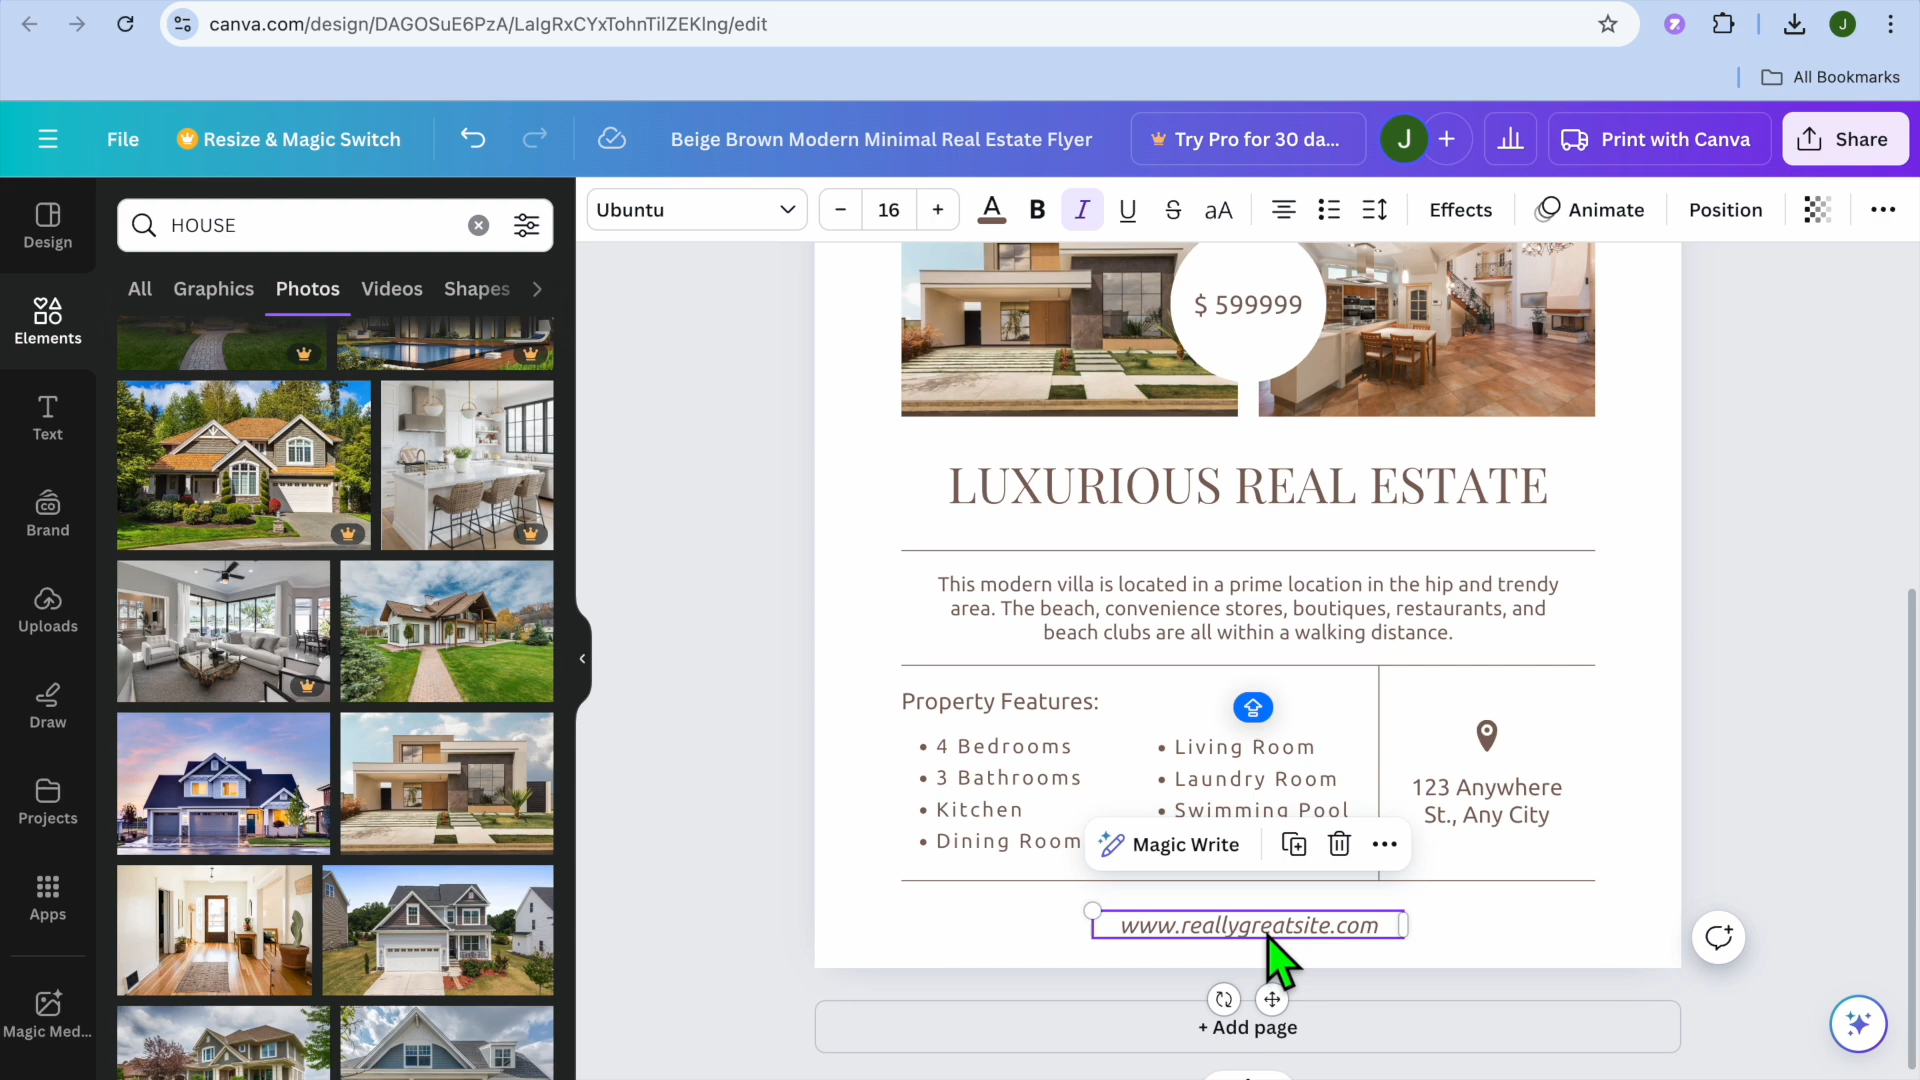 canva.com/design/DAGOSuE6PzA/LaIgRxCYxTohnTilZEKlng/edit
J
All Bookmarks
File
Resize & Magic Switch
Beige Brown Modern Minimal Real Estate Flyer
Try Pro for 30 da...
J
Print with Canva
Share
Design
Elements
Text
Brand
Uploads
Draw
Projects
Apps
Magic Med...
HOUSE
All
Graphics
Photos
Videos
Shapes
Ubuntu
– 16 +
A B I U S aA
Effects
Animate
Position
$ 599999
LUXURIOUS REAL ESTATE
This modern villa is located in a prime location in the hip and trendy
area. The beach, convenience stores, boutiques, restaurants, and
beach clubs are all within a walking distance.
Property Features:
• 4 Bedrooms
• 3 Bathrooms
• Kitchen
• Dining Room
• Living Room
• Laundry Room
• Swimming Pool
123 Anywhere
St., Any City
Magic Write
www.reallygreatsite.com
+ Add page